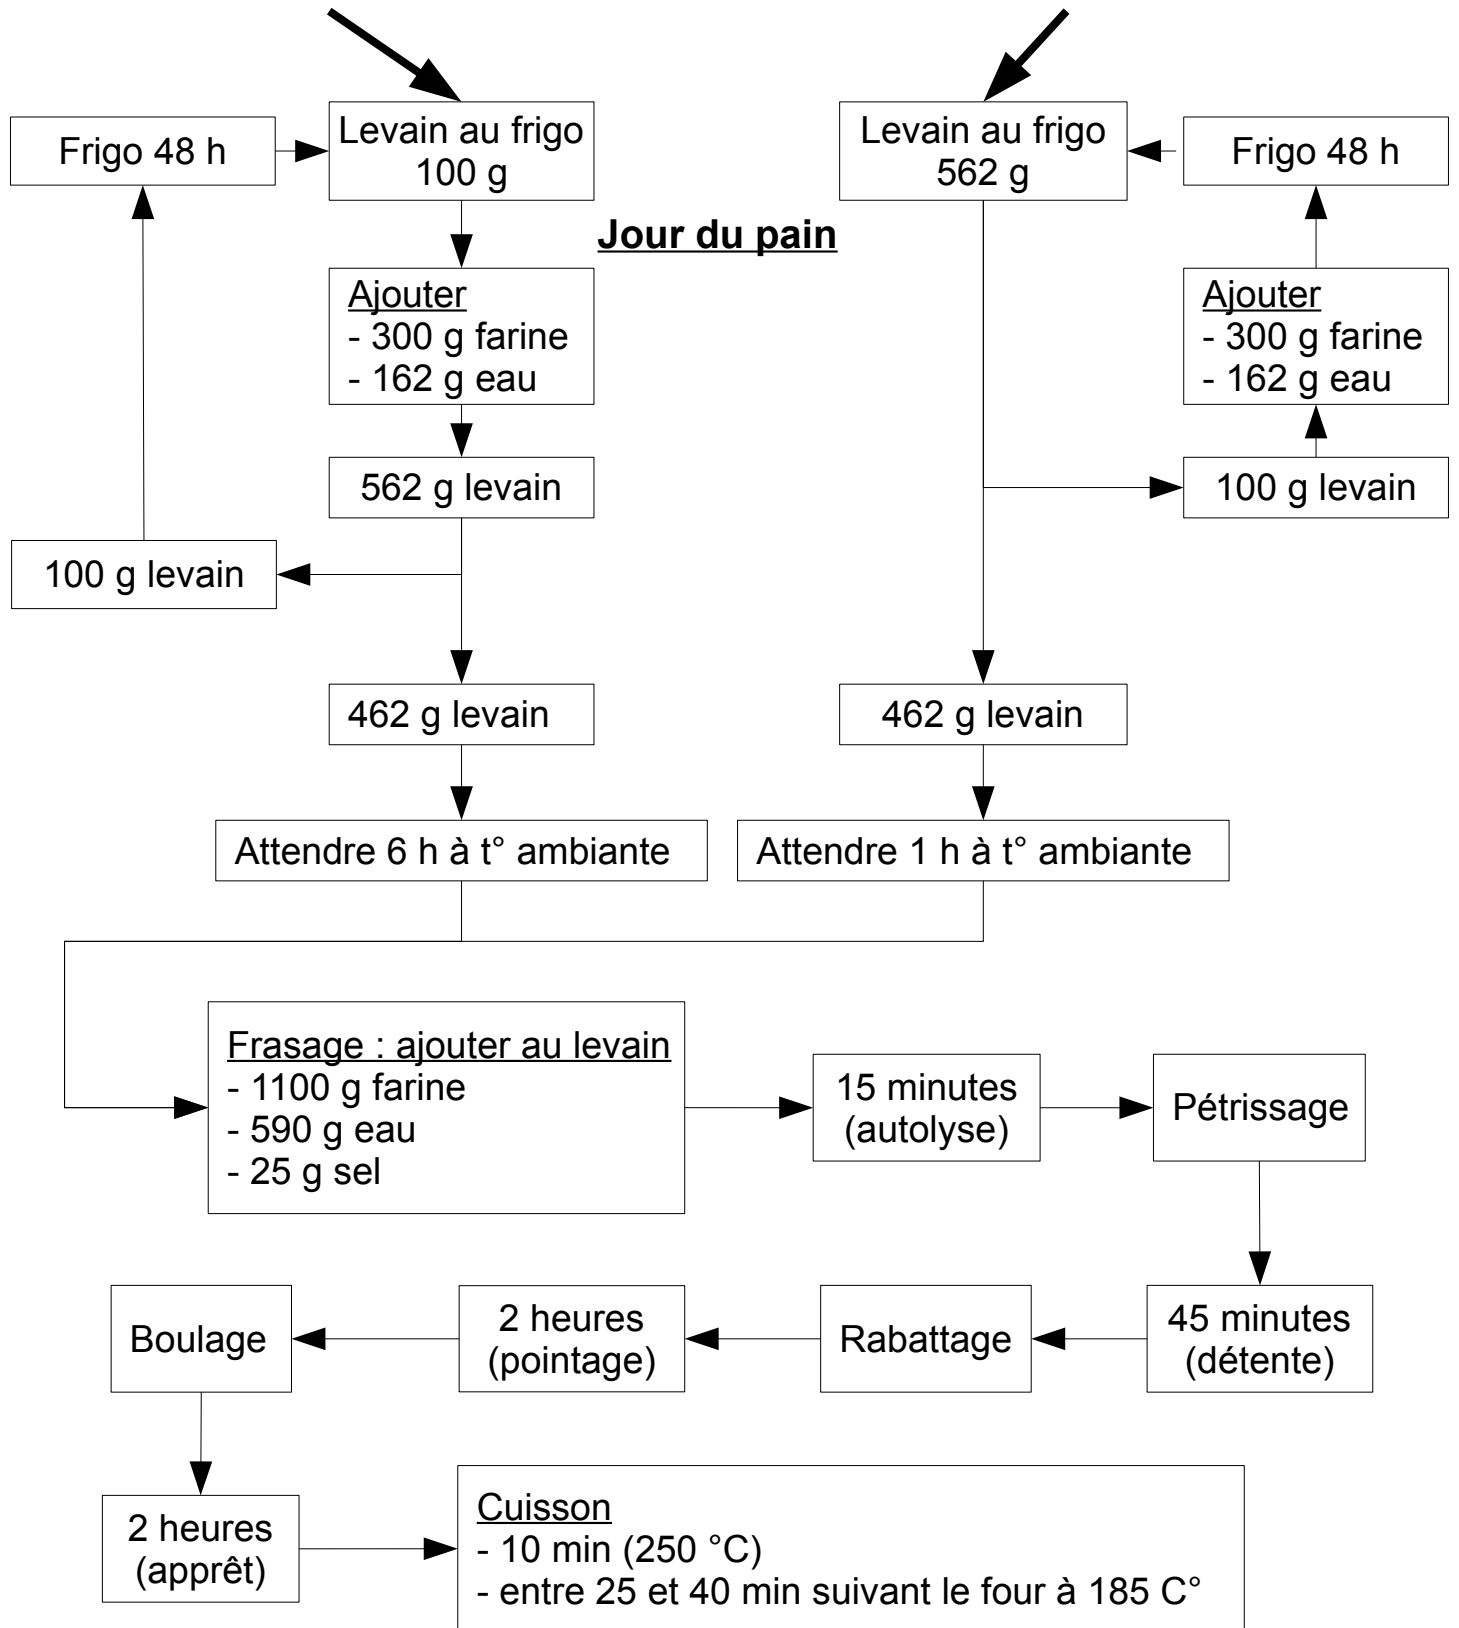 Levain au frigo
100 g
Frigo 48 h
Levain au frigo
562 g
Frigo 48 h
Jour du pain
Ajouter
- 300 g farine
- 162 g eau
Ajouter
- 300 g farine
- 162 g eau
562 g levain
100 g levain
100 g levain
462 g levain
462 g levain
Attendre 6 h à t° ambiante
Attendre 1 h à t° ambiante
Frasage : ajouter au levain
- 1100 g farine
- 590 g eau
- 25 g sel
15 minutes
(autolyse)
Pétrissage
45 minutes
(détente)
Rabattage
2 heures
(pointage)
Boulage
2 heures
(apprêt)
Cuisson
- 10 min (250 °C)
- entre 25 et 40 min suivant le four à 185 C°